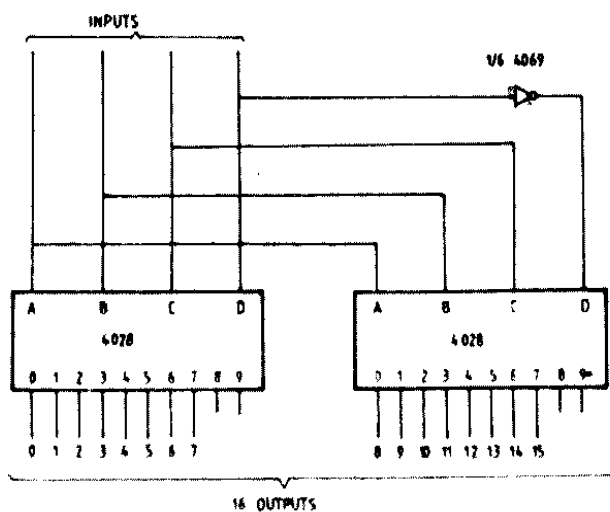 INPUTS
1/6 4069
A B C D A B C D
4028 4028
0 1 2 3 4 5 6 7 8 9 0 1 2 3 4 5 6 7 8 9
0 1 2 3 4 5 6 7 8 9 10 11 12 13 14 15
16 OUTPUTS